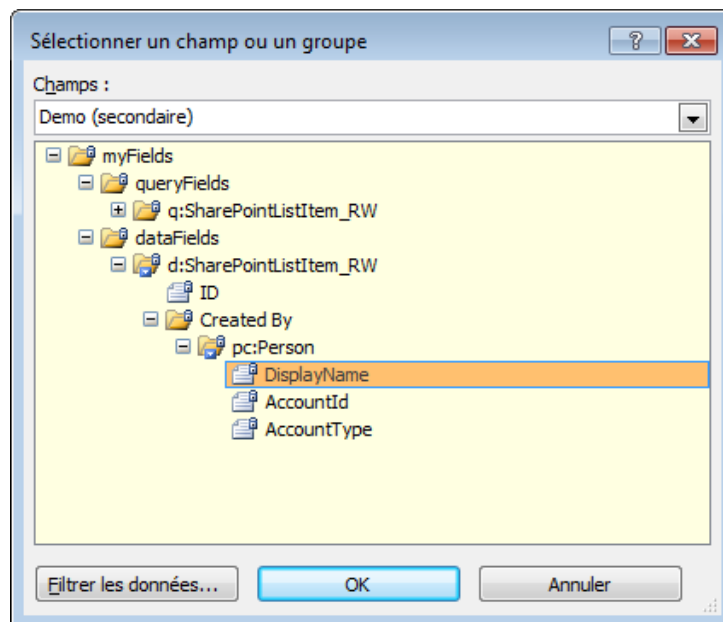 Sélectionner un champ ou un groupe
Champs :
Demo (secondaire)
myFields
queryFields
q:SharePointListItem_RW
dataFields
d:SharePointListItem_RW
ID
Created By
pc:Person
DisplayName
AccountId
AccountType
Filtrer les données... OK Annuler